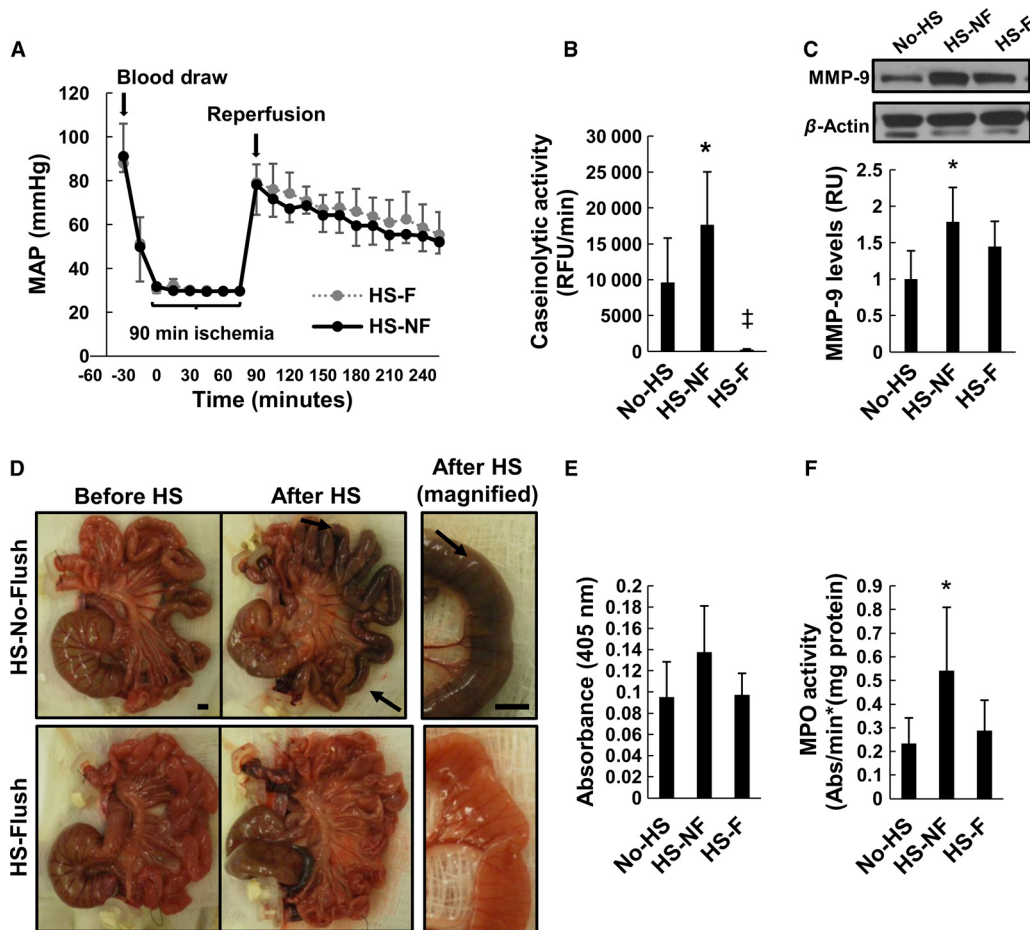 A
Blood draw
Reperfusion
120
100
80
60
40
20
0
MAP (mmHg)
HS-F
HS-NF
90 min ischemia
-60 -30 0 30 60 90 120 150 180 210 240
Time (minutes)
B
30 000
25 000
20 000
15 000
10 000
5000
0
Caseinolytic activity
(RFU/min)
*
‡
No-HS
HS-NF
HS-F
C
No-HS
HS-NF
HS-F
MMP-9
β-Actin
2.5
2
1.5
1
0.5
0
MMP-9 levels (RU)
*
No-HS
HS-NF
HS-F
D
Before HS
After HS
After HS
(magnified)
HS-No-Flush
HS-Flush
E
0.2
0.18
0.16
0.14
0.12
0.1
0.08
0.06
0.04
0.02
0
Absorbance (405 nm)
No-HS
HS-NF
HS-F
F
0.9
0.8
0.7
0.6
0.5
0.4
0.3
0.2
0.1
0
MPO activity
(Abs/min*(mg protein)
*
No-HS
HS-NF
HS-F